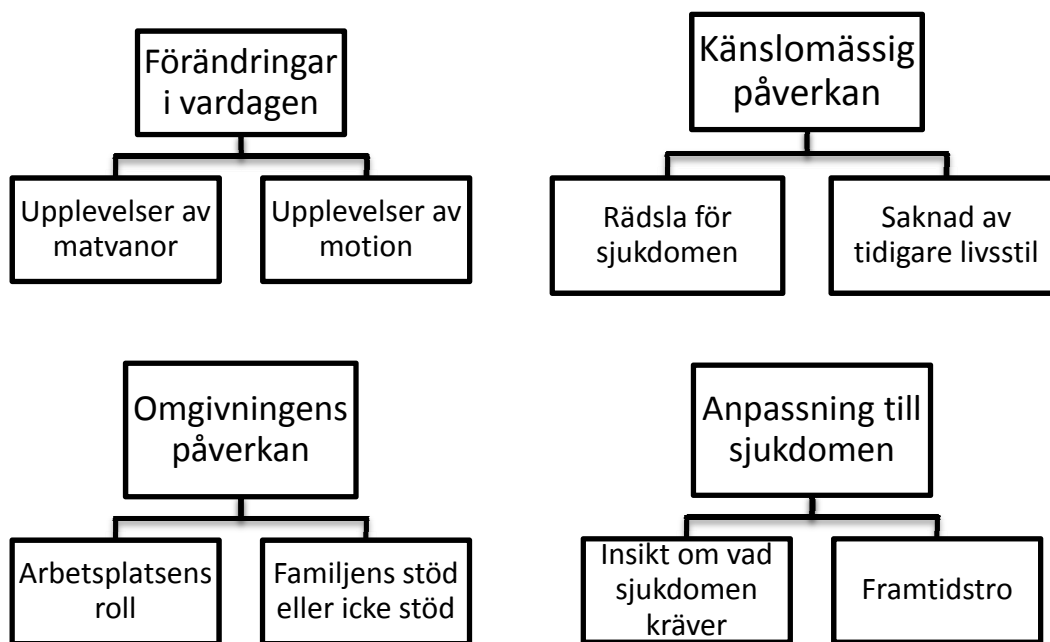 Förändringar
i vardagen
Upplevelser av
matvanor
Upplevelser av
motion
Känslomässig
påverkan
Rädsla för
sjukdomen
Saknad av
tidigare livsstil
Omgivningens
påverkan
Arbetsplatsens
roll
Familjens stöd
eller icke stöd
Anpassning till
sjukdomen
Insikt om vad
sjukdomen
kräver
Framtidstro